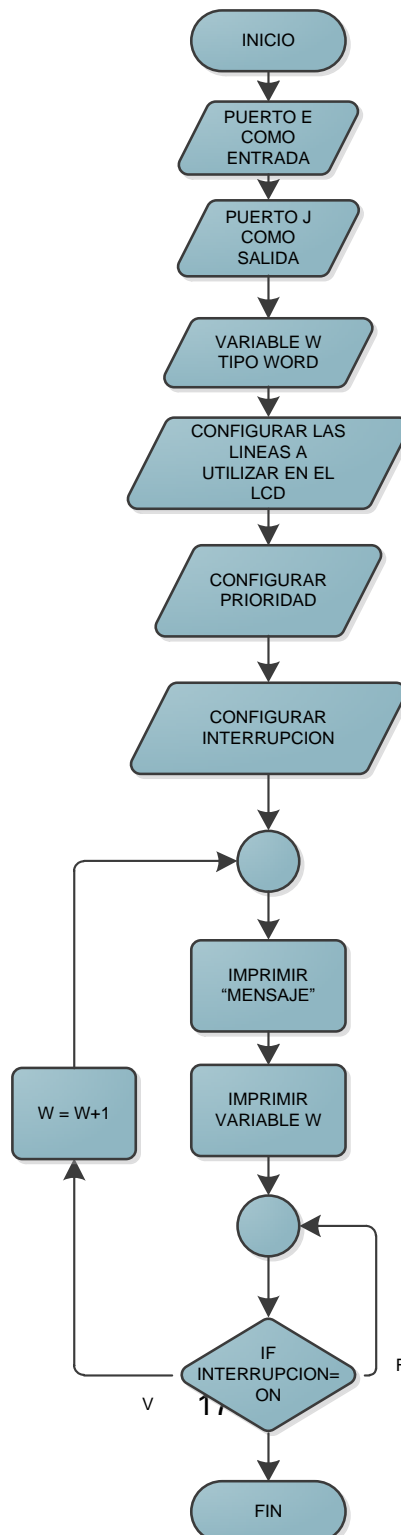 INICIO
PUERTO E
COMO
ENTRADA
PUERTO J
COMO
SALIDA
VARIABLE W
TIPO WORD
CONFIGURAR LAS
LINEAS A
UTILIZAR EN EL
LCD
CONFIGURAR
PRIORIDAD
CONFIGURAR
INTERRUPCION
IMPRIMIR
“MENSAJE”
W = W+1
IMPRIMIR
VARIABLE W
IF
INTERRUPCION=
ON
F
V
17
FIN